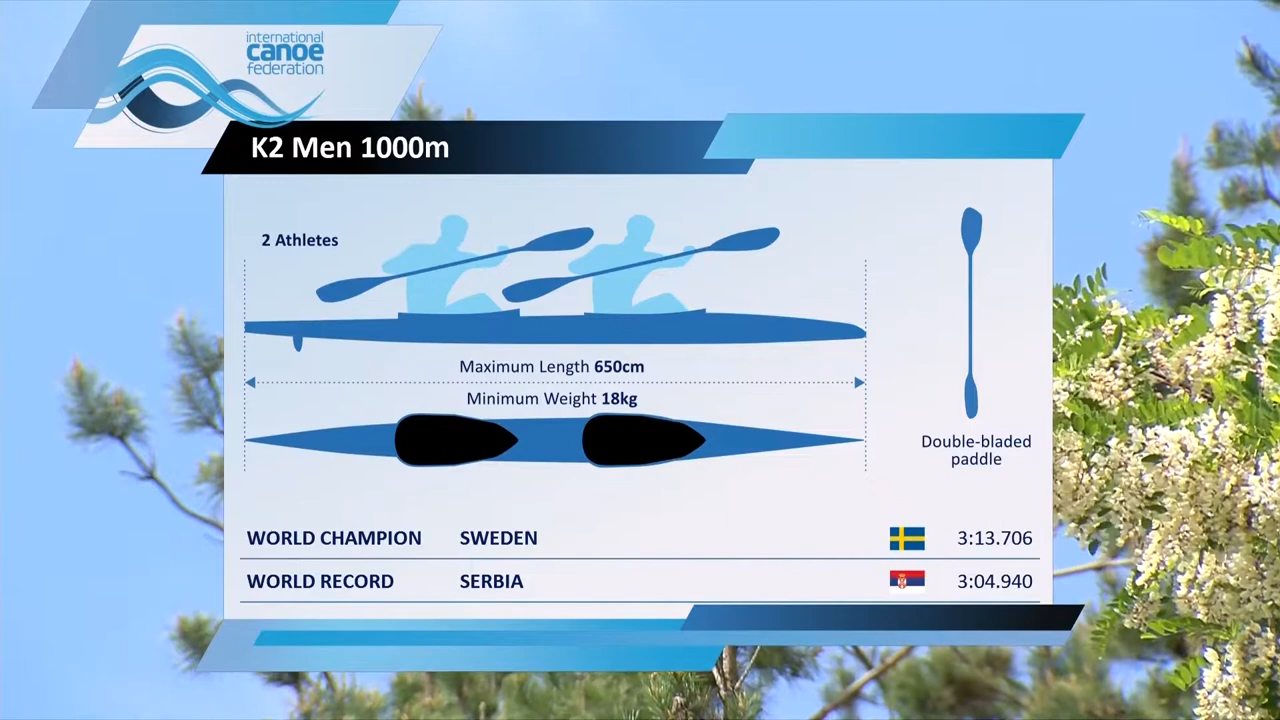 international
canoe
federation
K2 Men 1000m
2 Athletes
Maximum Length 650cm
Minimum Weight 18kg
Double-bladed
paddle
WORLD CHAMPION SWEDEN 3:13.706
WORLD RECORD SERBIA 3:04.940